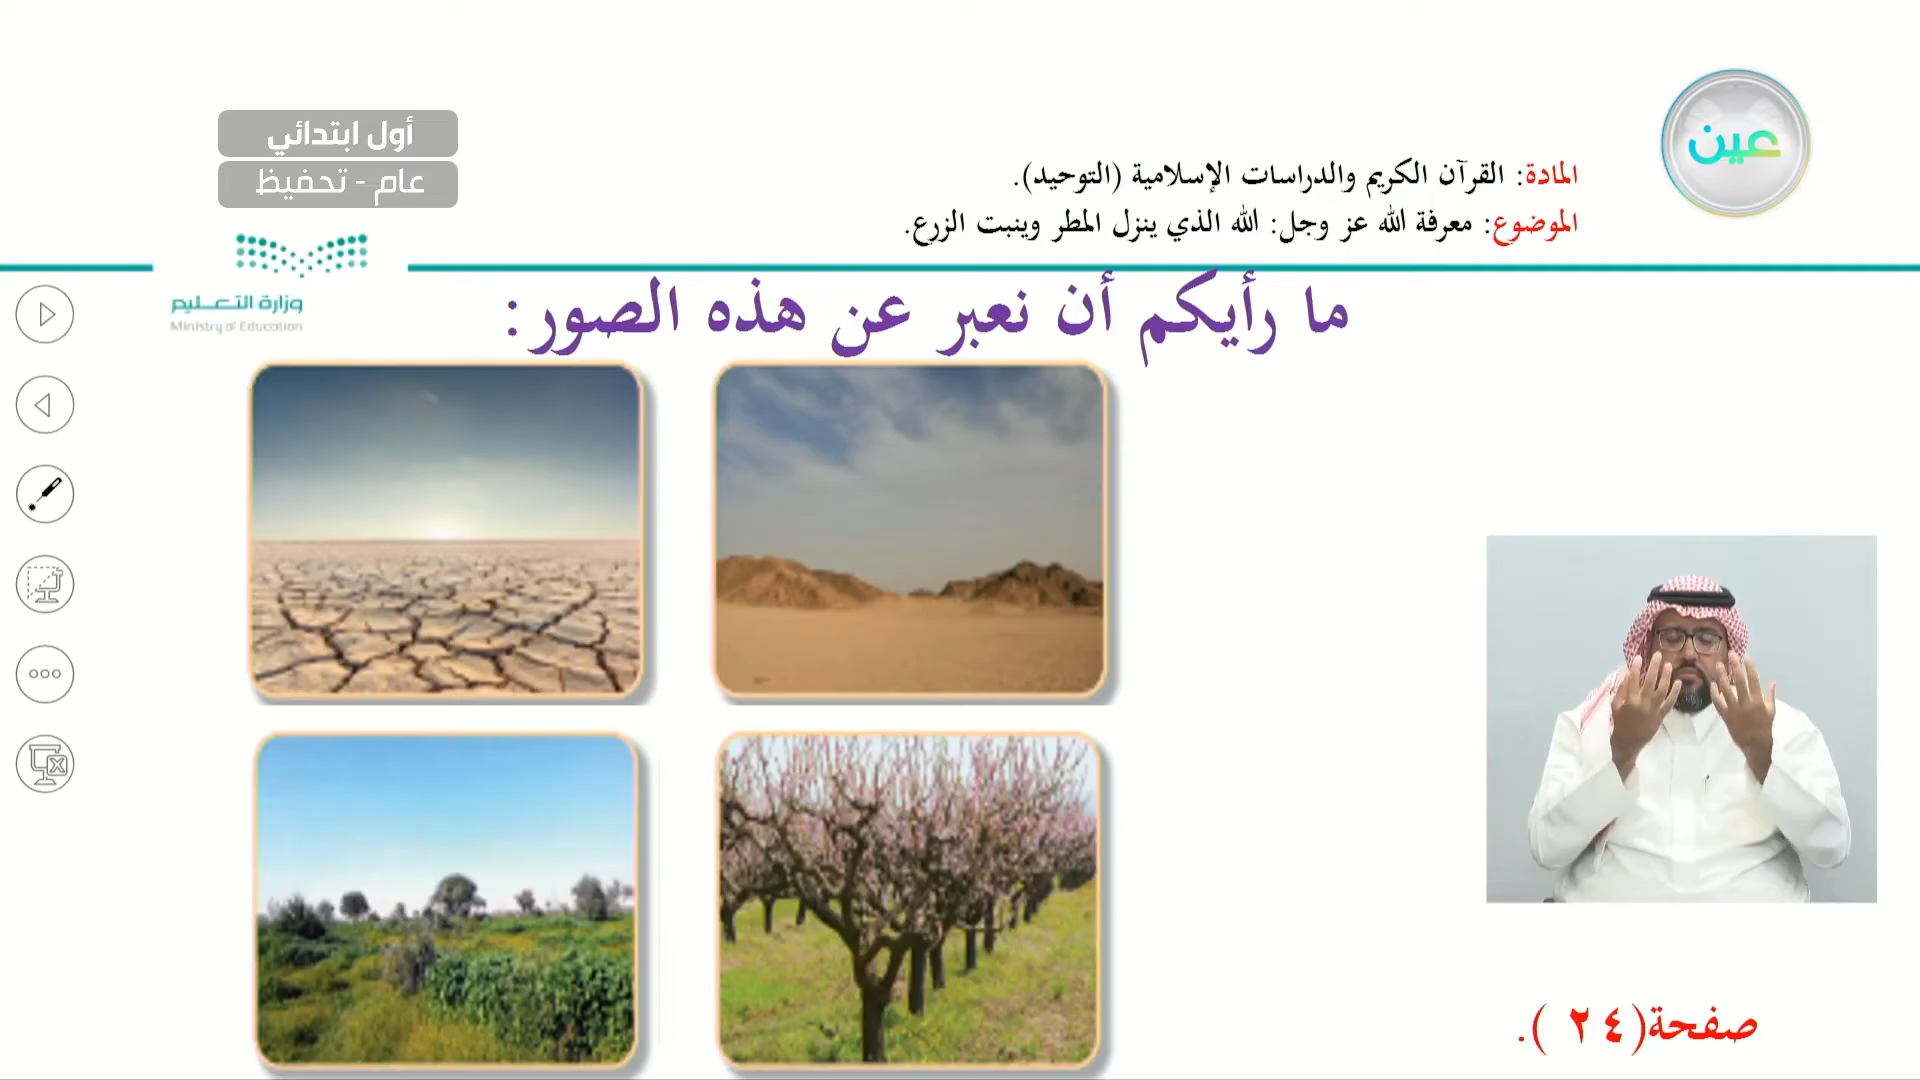 عين
أول ابتدائي
عام - تحفيظ
المادة: القرآن الكريم والدراسات الإسلامية (التوحيد).
الموضوع: معرفة الله عز وجل: الله الذي ينزل المطر وينبت الزرع.
وزارة التعليم
Ministry of Education
ما رأيكم أن نعبر عن هذه الصور:
صفحة(٢٤ ).